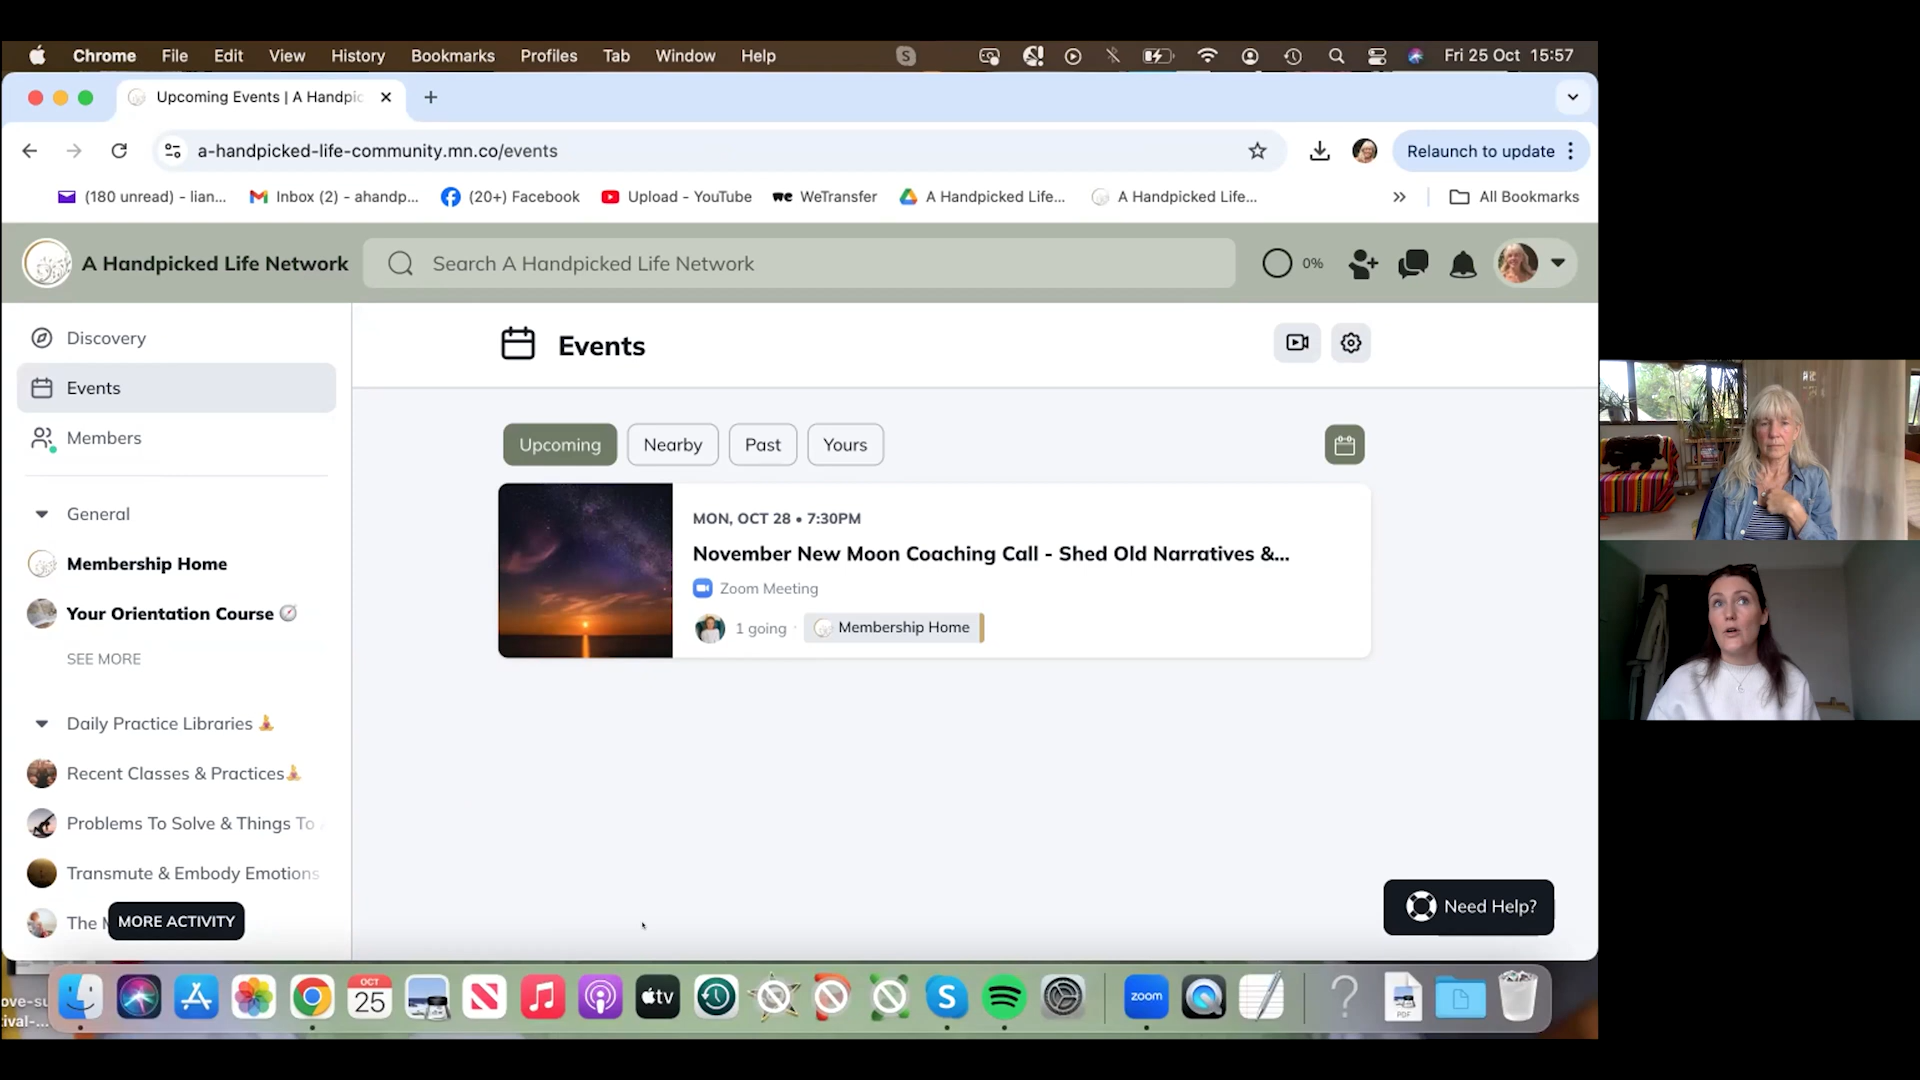 Chrome File Edit View History Bookmarks Profiles Tab Window Help Fri 25 Oct 15:57
Upcoming Events | A Handpic
a-handpicked-life-community.mn.co/events
Relaunch to update
(180 unread) - lian...
Inbox (2) - ahandp...
(20+) Facebook
Upload - YouTube
WeTransfer
A Handpicked Life...
A Handpicked Life...
All Bookmarks
A Handpicked Life Network
Search A Handpicked Life Network
0%
Discovery
Events
Members
General
Membership Home
Your Orientation Course
SEE MORE
Daily Practice Libraries
Recent Classes & Practices
Problems To Solve & Things To
Transmute & Embody Emotions
The
MORE ACTIVITY
Events
Upcoming
Nearby
Past
Yours
MON, OCT 28 • 7:30PM
November New Moon Coaching Call - Shed Old Narratives &...
Zoom Meeting
1 going · Membership Home
Need Help?
OCT
25
tv
zoom
PDF